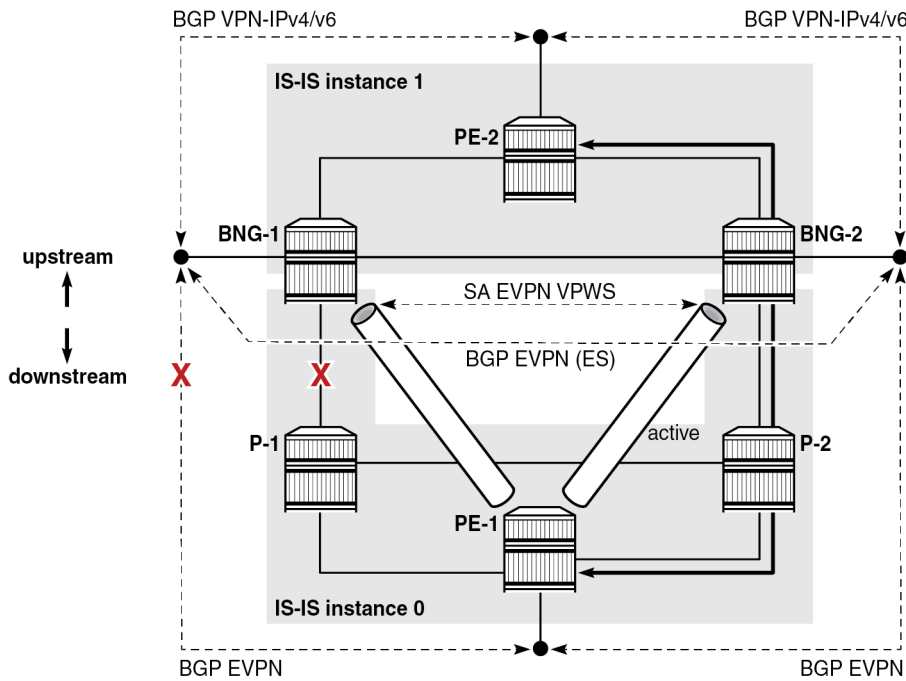 BGP VPN-IPv4/v6
BGP VPN-IPv4/v6
IS-IS instance 1
PE-2
BNG-1
BNG-2
upstream
SA EVPN VPWS
BGP EVPN (ES)
downstream
X
X
active
P-1
P-2
PE-1
IS-IS instance 0
BGP EVPN
BGP EVPN